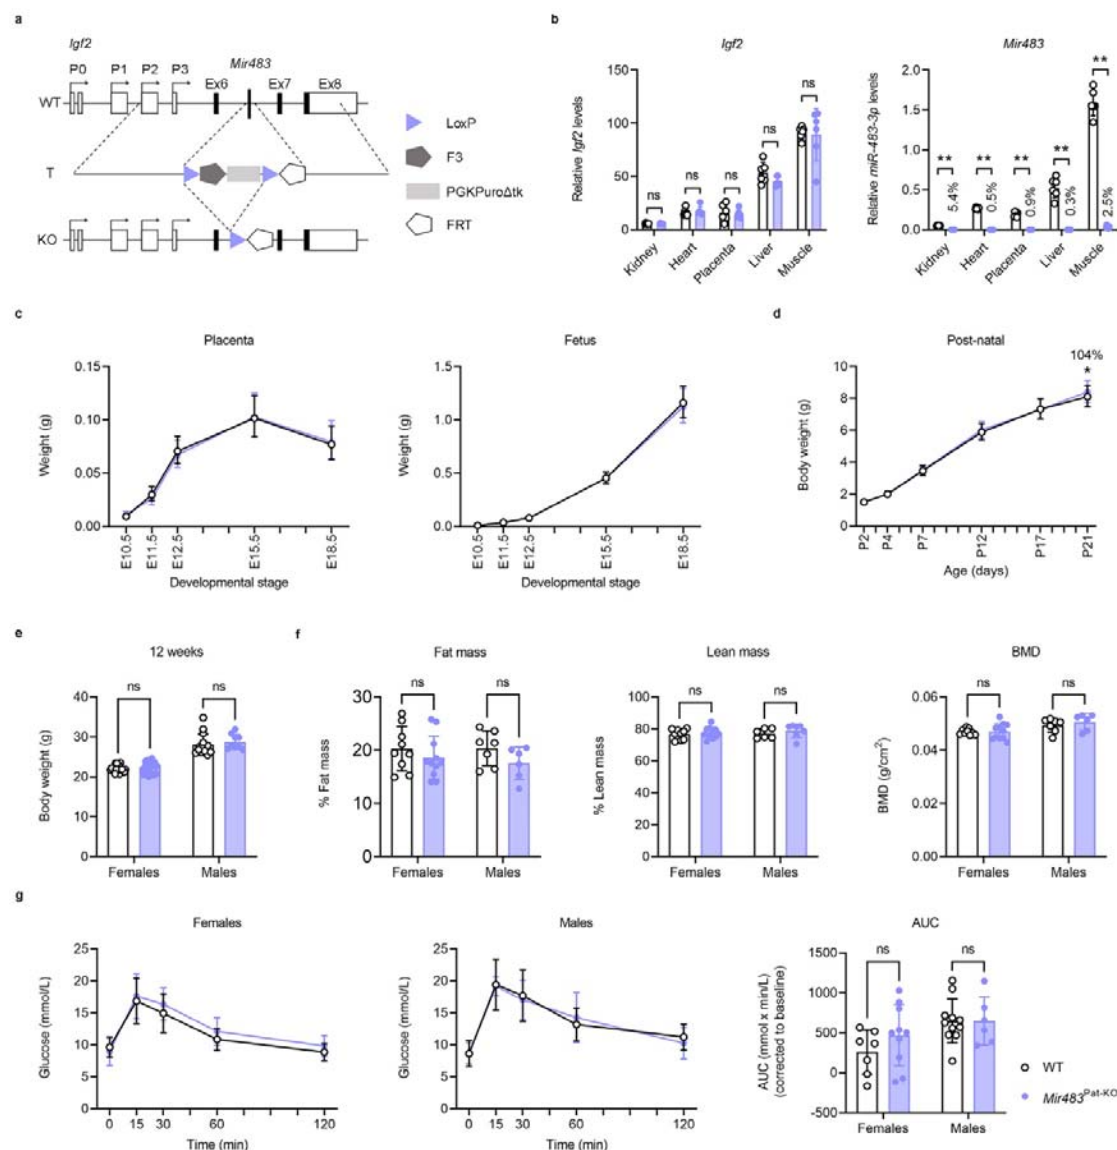 a
Igf2
P0 P1 P2 P3 Ex6 Mir483 Ex7 Ex8
WT
T
KO
LoxP
F3
PGKPuroΔtk
FRT
b
Igf2
Relative Igf2 levels
150
100
50
0
ns ns ns ns ns
Kidney Heart Placenta Liver Muscle
Mir483
Relative miR-483-3p levels
2.0
1.5
1.0
0.5
0.0
** ** ** ** **
5.4% 0.5% 0.9% 0.3% 2.5%
Kidney Heart Placenta Liver Muscle
c
Placenta
Weight (g)
0.15
0.10
0.05
0.00
E10.5 E11.5 E12.5 E15.5 E18.5
Developmental stage
Fetus
Weight (g)
1.5
1.0
0.5
0.0
E10.5 E11.5 E12.5 E15.5 E18.5
Developmental stage
d
Post-natal
104%
*
Body weight (g)
10
8
6
4
2
0
P2 P4 P7 P12 P17 P21
Age (days)
e
12 weeks
Body weight (g)
40
30
20
10
0
ns ns
Females Males
f
Fat mass
% Fat mass
30
20
10
0
ns ns
Females Males
Lean mass
% Lean mass
100
80
60
40
20
0
ns ns
Females Males
BMD
BMD (g/cm²)
0.06
0.04
0.02
0.00
ns ns
Females Males
g
Females
Glucose (mmol/L)
25
20
15
10
5
0
0 15 30 60 120
Time (min)
Males
Glucose (mmol/L)
25
20
15
10
5
0
0 15 30 60 120
Time (min)
AUC
AUC (mmol x min/L)
(corrected to baseline)
1500
1000
500
0
-500
ns ns
Females Males
WT
Mir483Pat-KO